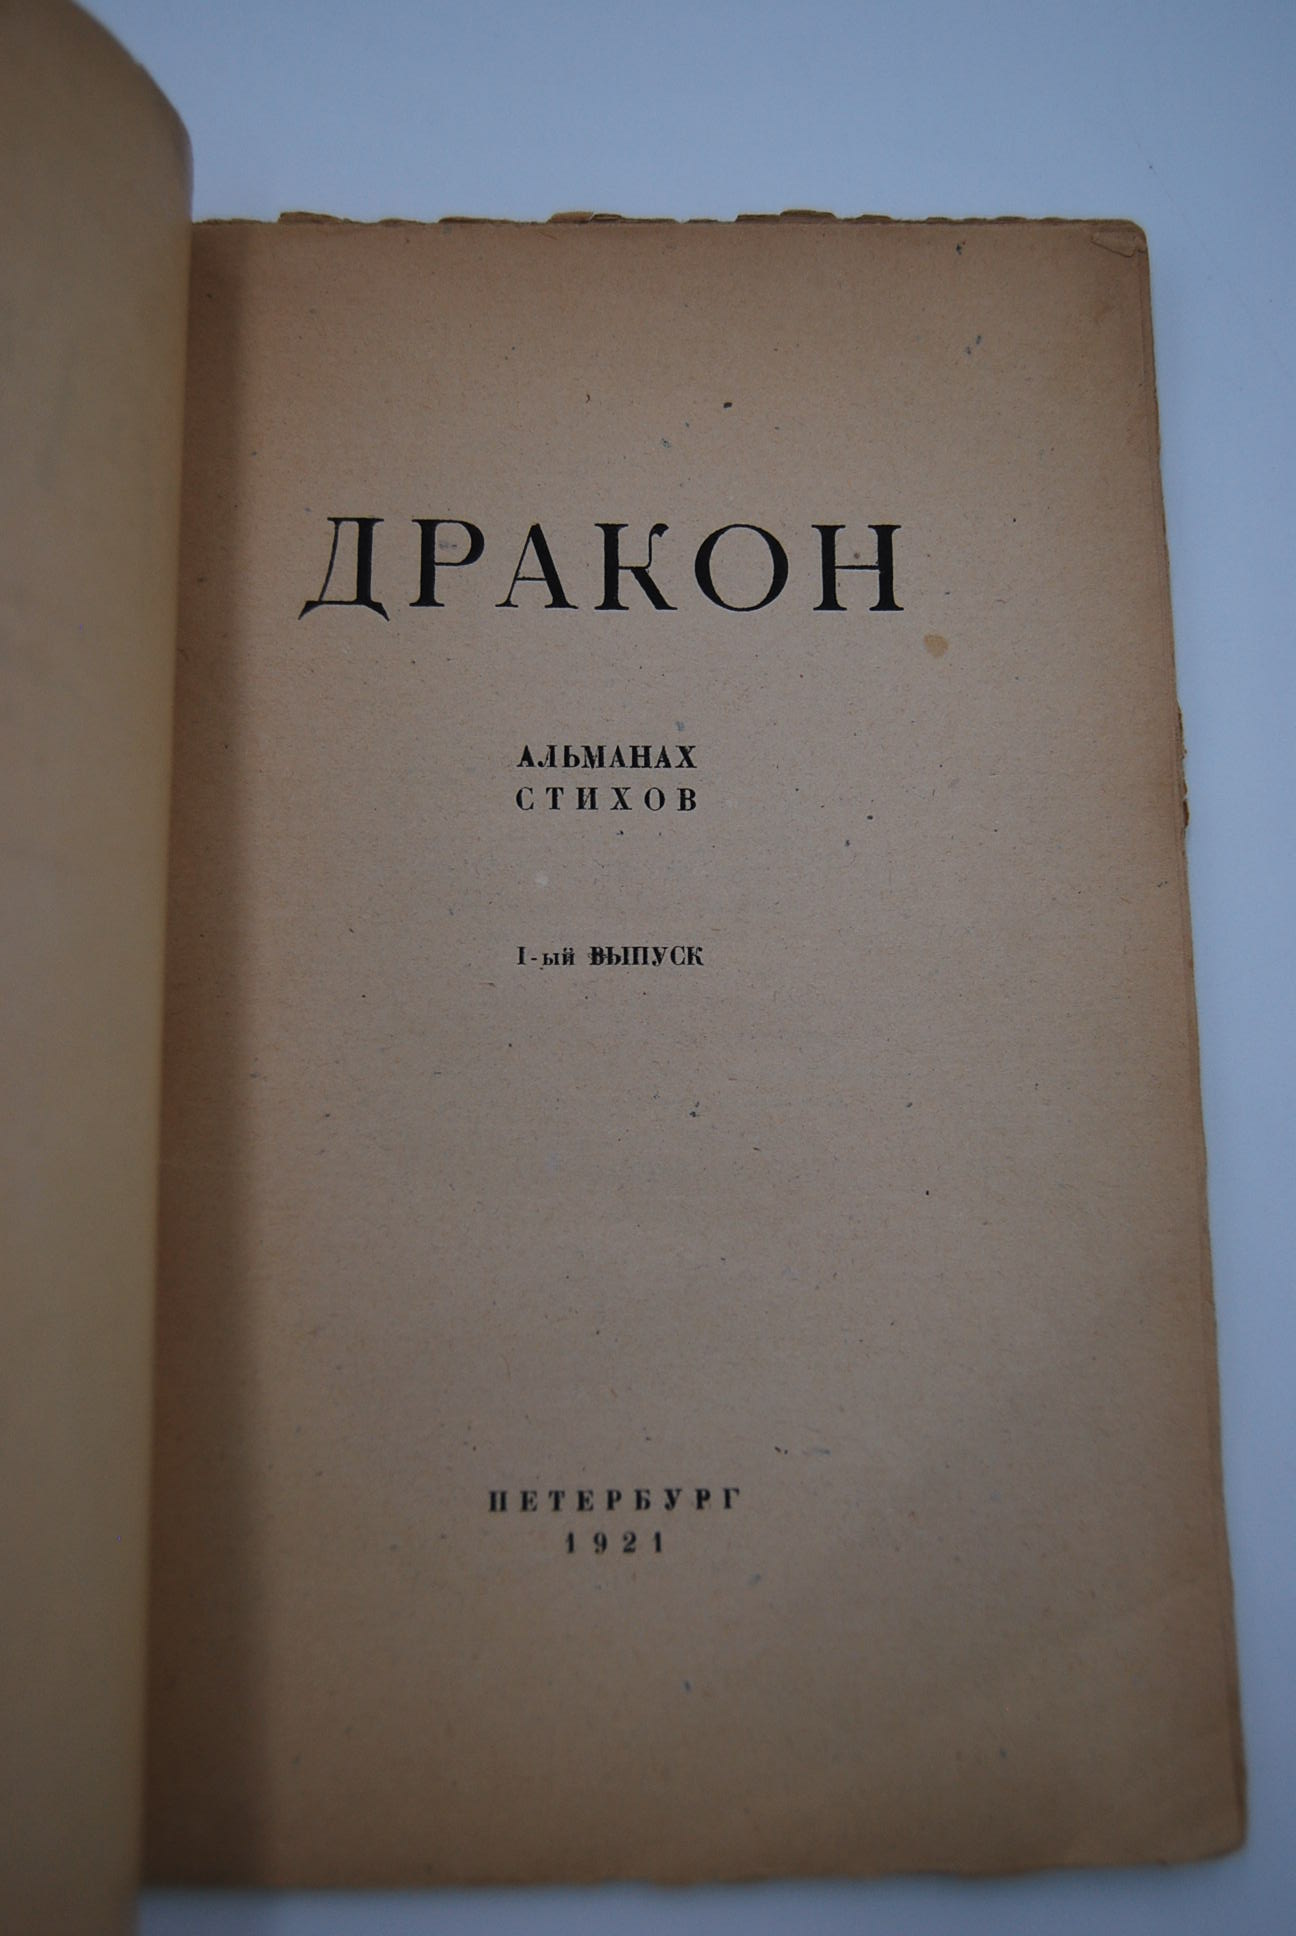 ДРАКОН
АЛЬМАНАХ
СТИХОВ
I-ый ВЫПУСК
ПЕТЕРБУРГ
1921